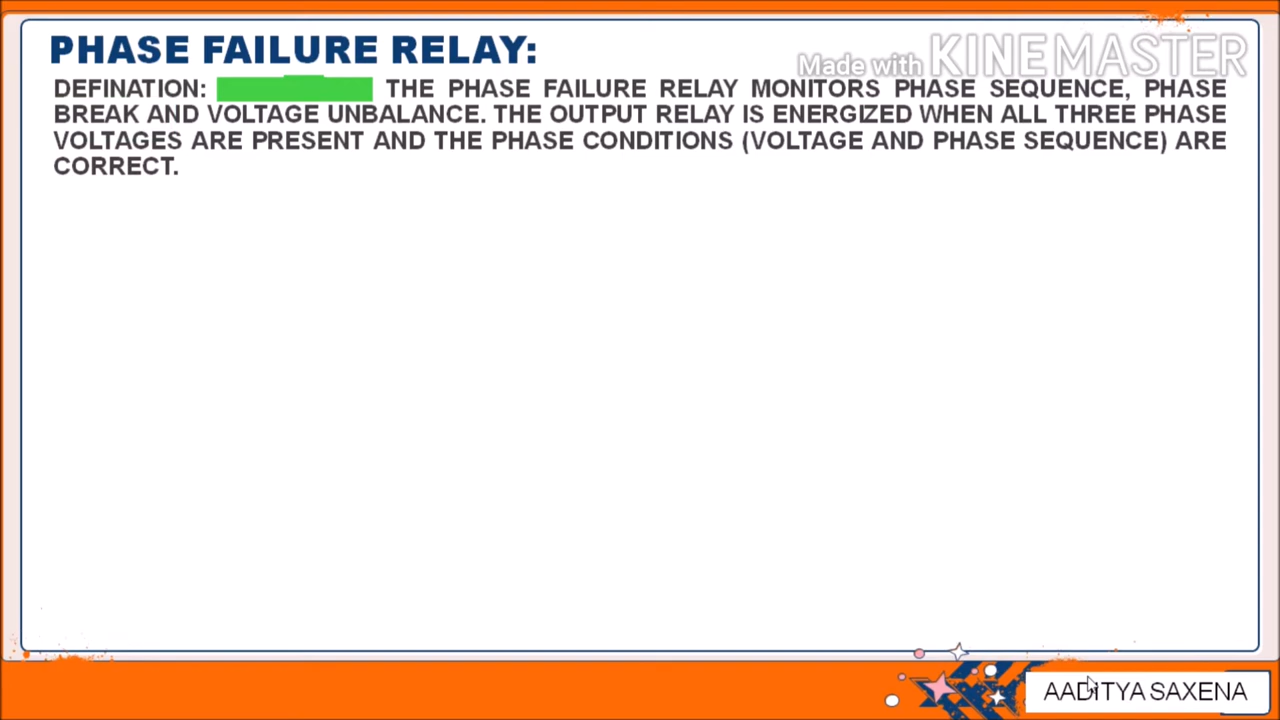 PHASE FAILURE RELAY:
Made with KINEMASTER
DEFINATION: THE PHASE FAILURE RELAY MONITORS PHASE SEQUENCE, PHASE
BREAK AND VOLTAGE UNBALANCE. THE OUTPUT RELAY IS ENERGIZED WHEN ALL THREE PHASE
VOLTAGES ARE PRESENT AND THE PHASE CONDITIONS (VOLTAGE AND PHASE SEQUENCE) ARE
CORRECT.
AADITYA SAXENA